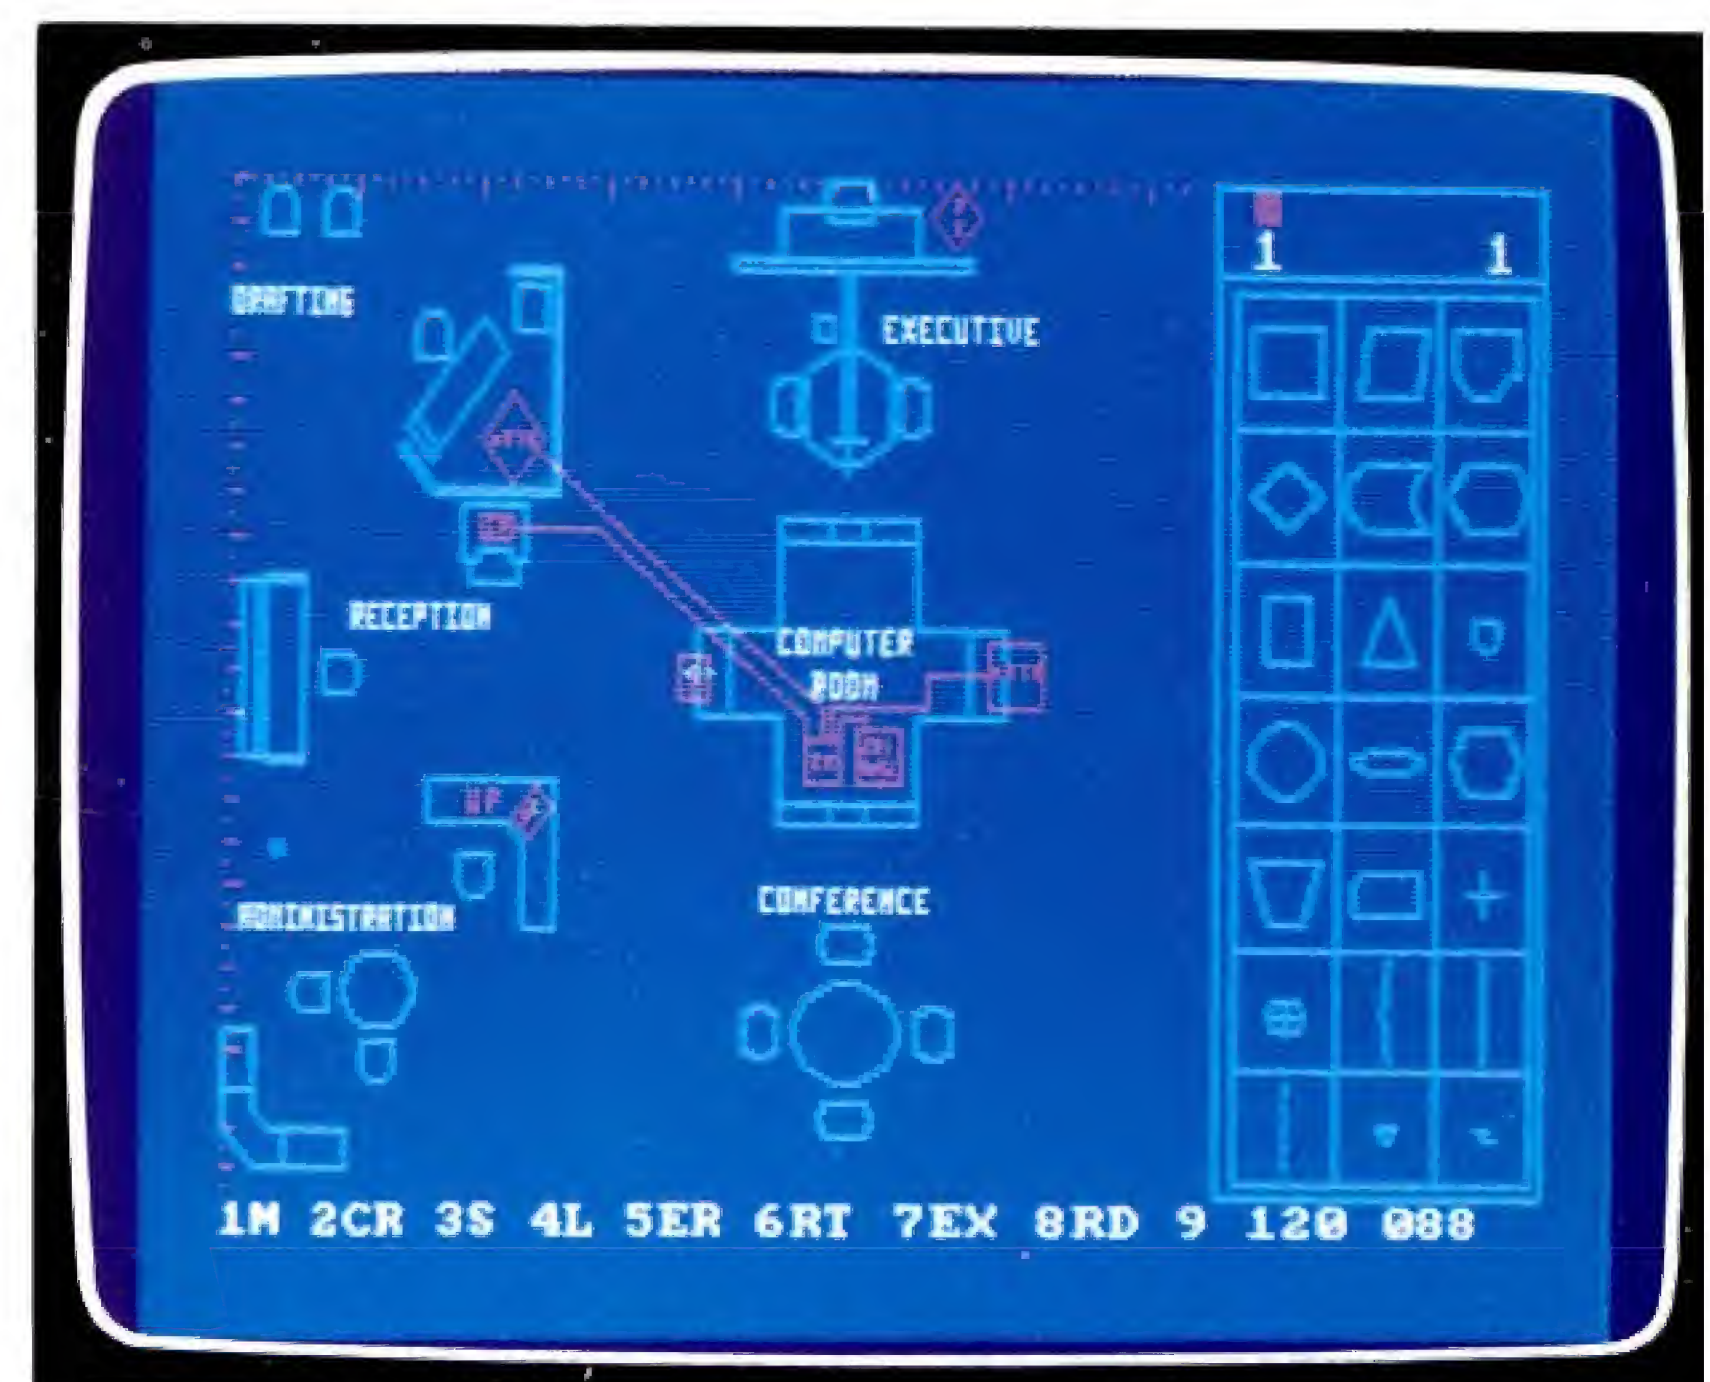 1 1
DRAFTING
EXECUTIVE
RECEPTION
COMPUTER
ROOM
WP
ADMINISTRATION
CONFERENCE
1M 2CR 3S 4L 5ER 6RT 7EX 8RD 9 120 088